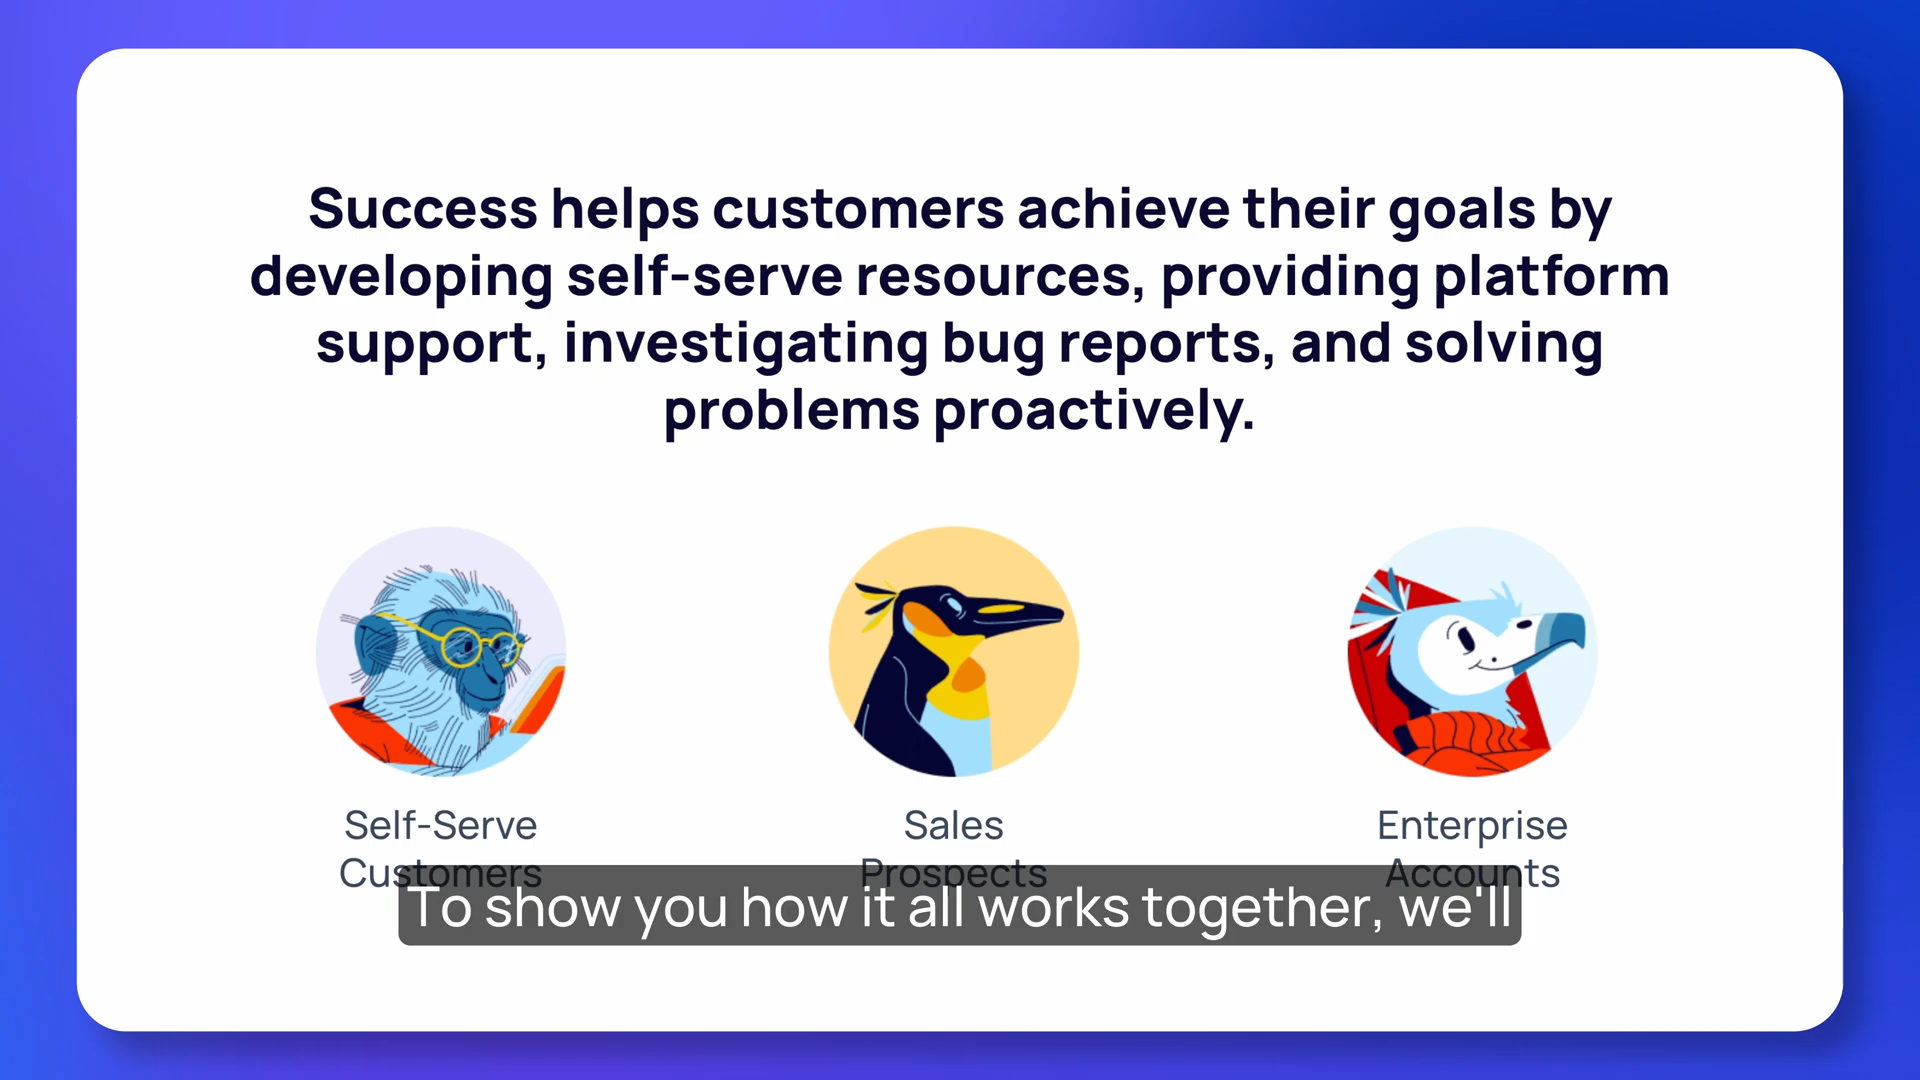 Success helps customers achieve their goals by
developing self-serve resources, providing platform
support, investigating bug reports, and solving
problems proactively.
Self-Serve
Customers
Sales
Prospects
Enterprise
Accounts
To show you how it all works together, we'll